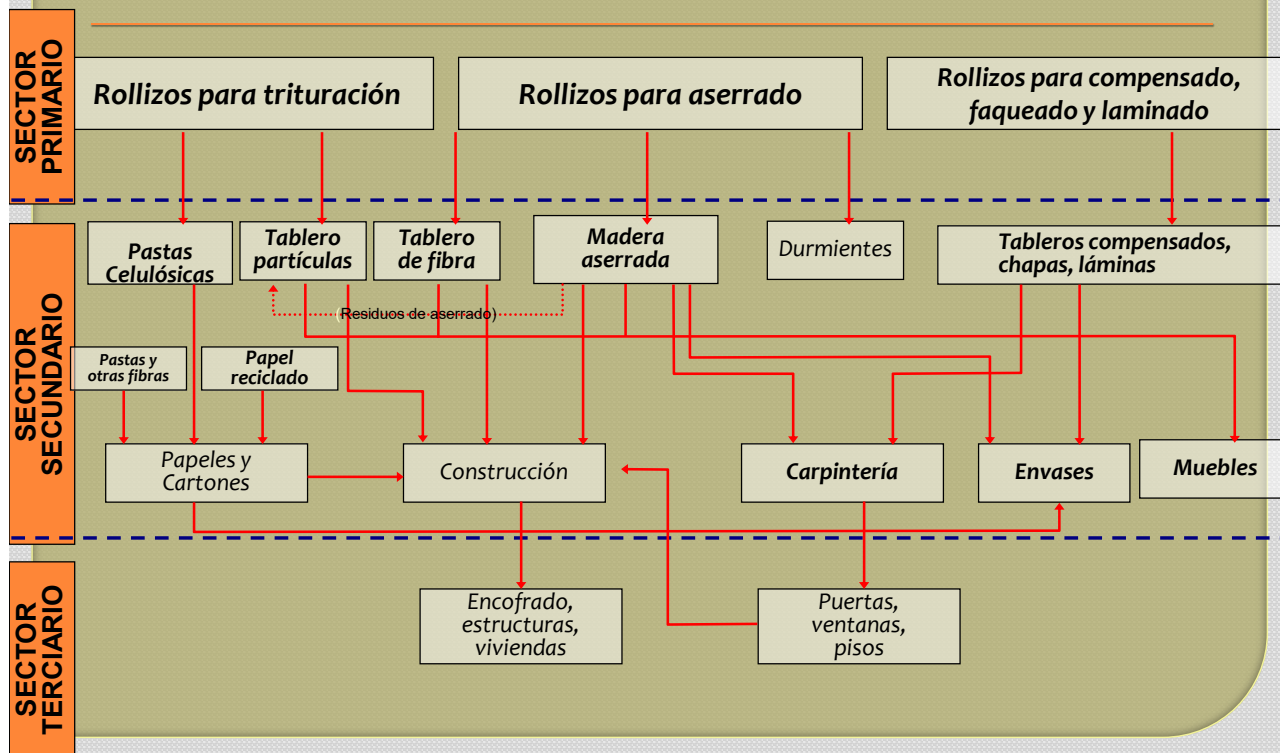 SECTOR
PRIMARIO
Rollizos para trituración
Rollizos para aserrado
Rollizos para compensado,
faqueado y laminado
SECTOR
SECUNDARIO
Pastas
Celulósicas
Tablero
partículas
Tablero
de fibra
Madera
aserrada
Durmientes
Tableros compensados,
chapas, láminas
(Residuos de aserrado)
Pastas y
otras fibras
Papel
reciclado
Papeles y
Cartones
Construcción
Carpintería
Envases
Muebles
SECTOR
TERCIARIO
Encofrado,
estructuras,
viviendas
Puertas,
ventanas,
pisos